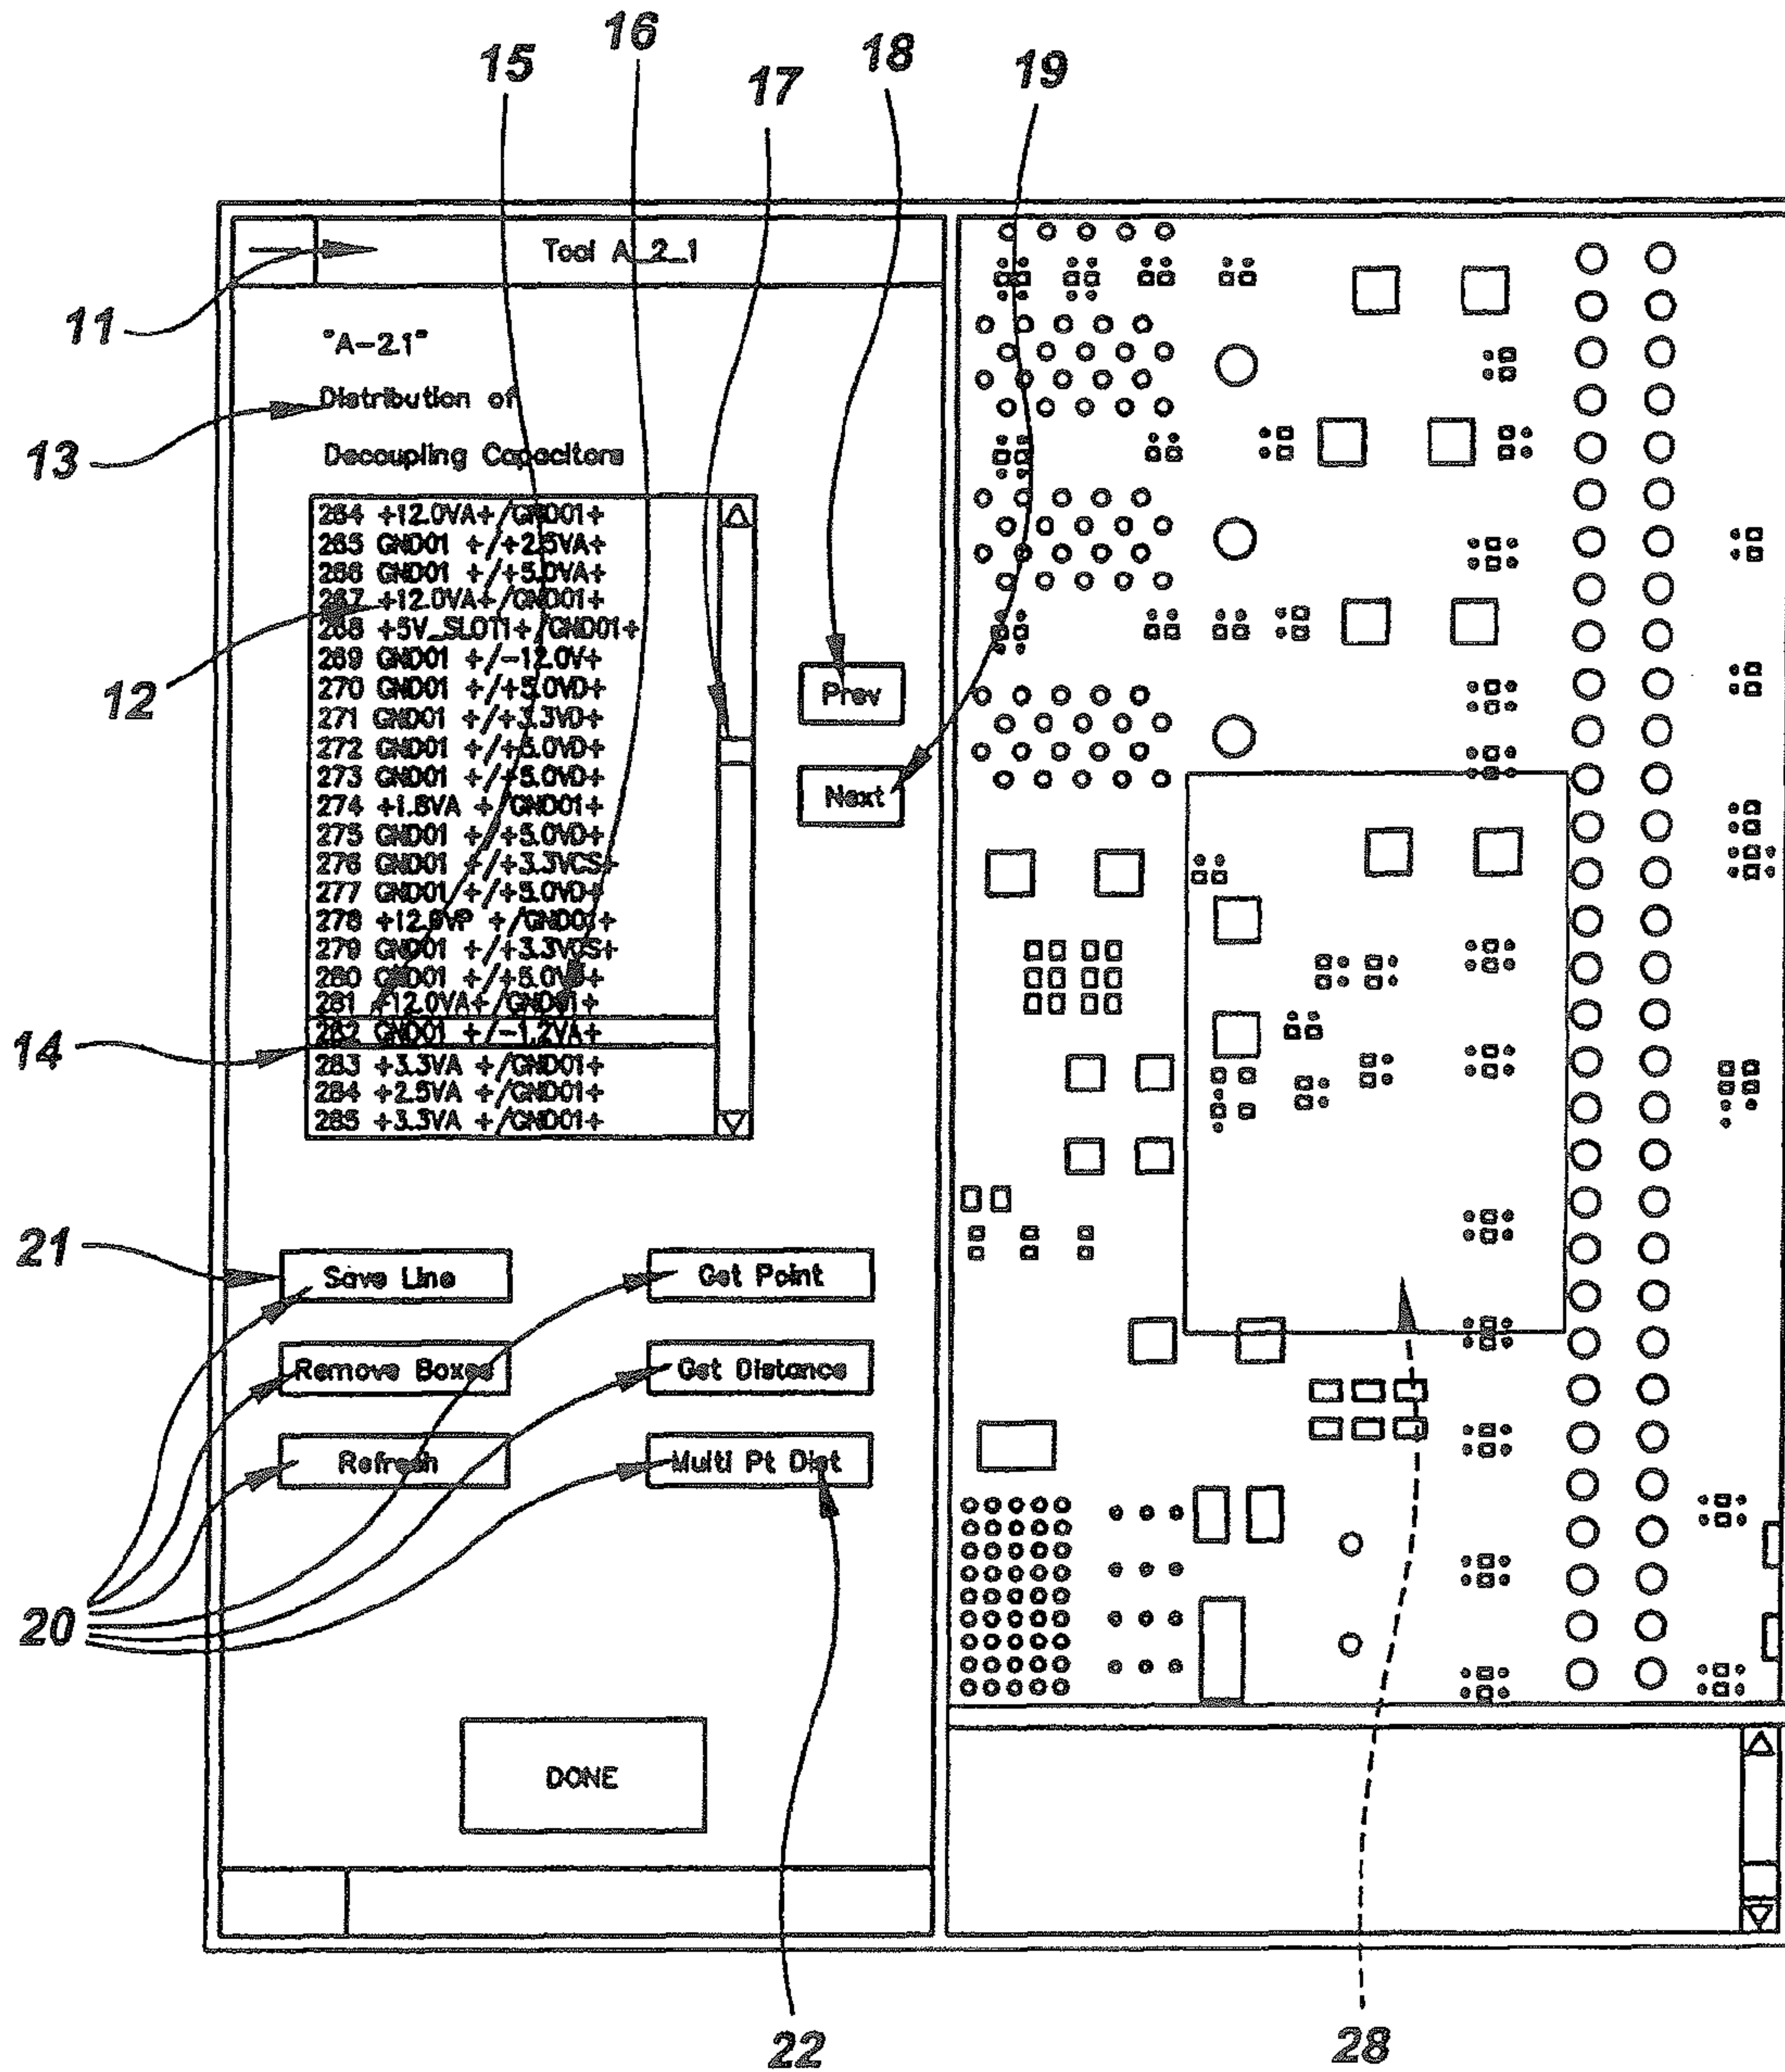 15
16
17
18
19
Tool A_2_1
11
"A-2.1"
Distribution of
13
Decoupling Capacitors
264 +12.0VA+/GND01+
265 GND01 +/+2.5VA+
266 GND01 +/+5.0VA+
267 +12.0VA+/GND01+
268 +5V_SLOT1+/GND01+
269 GND01 +/-12.0V+
270 GND01 +/+5.0VD+
271 GND01 +/+3.3VD+
272 GND01 +/+5.0VD+
273 GND01 +/+5.0VD+
274 +1.8VA +/GND01+
275 GND01 +/+5.0VD+
276 GND01 +/+3.3VCS+
277 GND01 +/+5.0VD+
278 +12.0VP +/GND01+
279 GND01 +/+3.3VCS+
280 GND01 +/+5.0VD+
281 +12.0VA+/GND01+
282 GND01 +/-1.2VA+
283 +3.3VA +/GND01+
284 +2.5VA +/GND01+
285 +3.3VA +/GND01+
12
14
Prev
Next
21
Save Line
Get Point
Remove Boxes
Get Distance
Refresh
Multi Pt Dist
20
DONE
22
28